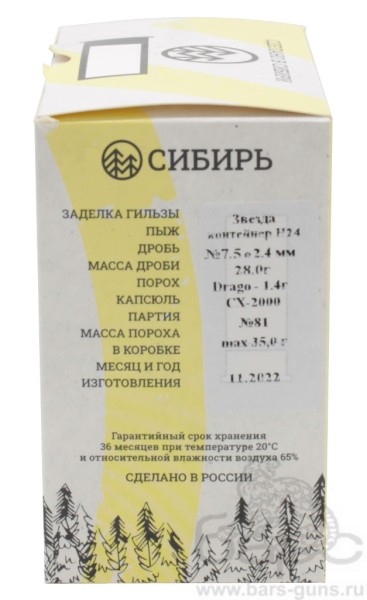 СИБИРЬ
ЗАДЕЛКА ГИЛЬЗЫ Звезда
ПЫЖ контейнер Н24
ДРОБЬ №7.5 ø 2.4 мм
МАССА ДРОБИ 28.0г
ПОРОХ Drago - 1.4г
КАПСЮЛЬ СХ-2000
ПАРТИЯ №81
МАССА ПОРОХА
В КОРОБКЕ max 35,0 г
МЕСЯЦ И ГОД
ИЗГОТОВЛЕНИЯ 11.2022
Гарантийный срок хранения
36 месяцев при температуре 20°С
и относительной влажности воздуха 65%
СДЕЛАНО В РОССИИ
www.bars-guns.ru